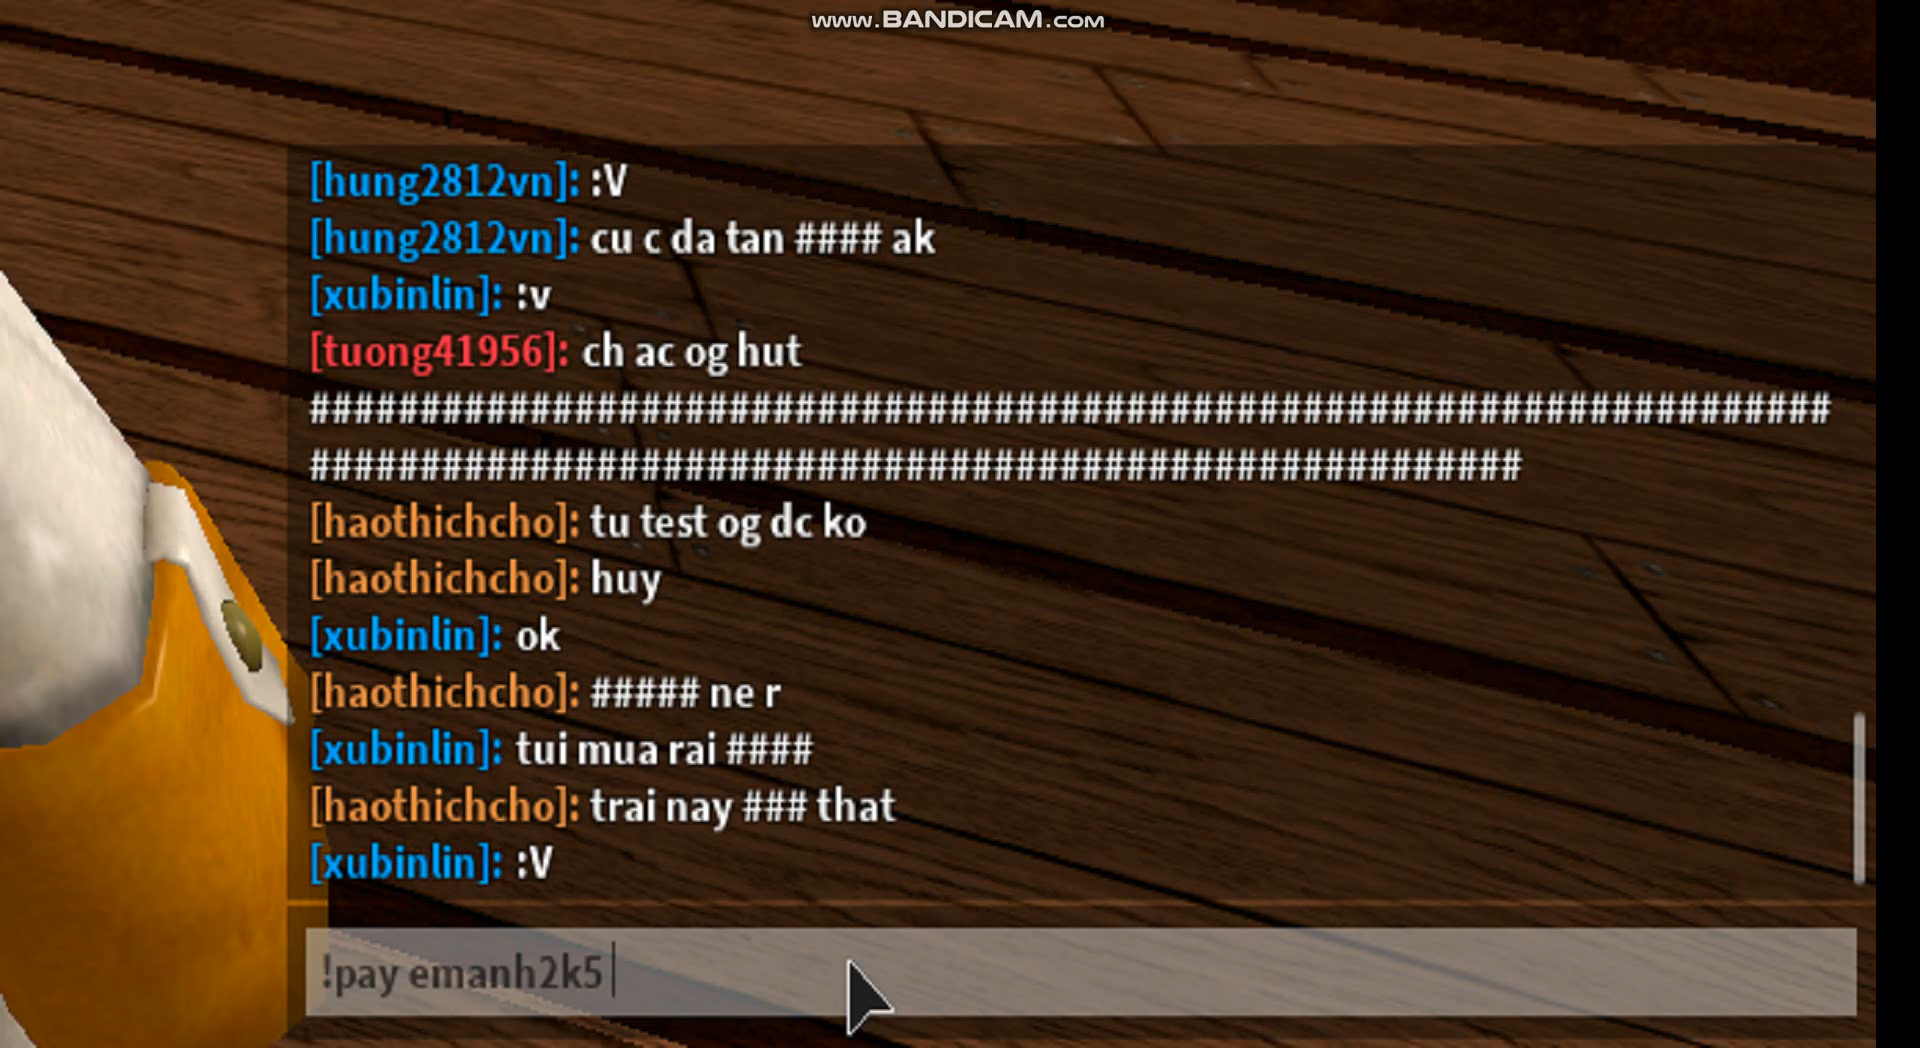 www.BANDICAM.com
[hung2812vn]: :V
[hung2812vn]: cu c da tan #### ak
[xubinlin]: :v
[tuong41956]: ch ac og hut
#####################################################################
#######################################################
[haothichcho]: tu test og dc ko
[haothichcho]: huy
[xubinlin]: ok
[haothichcho]: ##### ne r
[xubinlin]: tui mua rai ####
[haothichcho]: trai nay ### that
[xubinlin]: :V
!pay emanh2k5